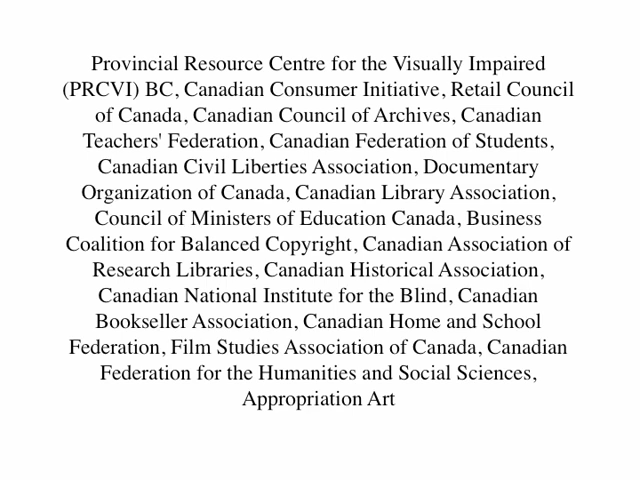 Provincial Resource Centre for the Visually Impaired
(PRCVI) BC, Canadian Consumer Initiative, Retail Council
of Canada, Canadian Council of Archives, Canadian
Teachers' Federation, Canadian Federation of Students,
Canadian Civil Liberties Association, Documentary
Organization of Canada, Canadian Library Association,
Council of Ministers of Education Canada, Business
Coalition for Balanced Copyright, Canadian Association of
Research Libraries, Canadian Historical Association,
Canadian National Institute for the Blind, Canadian
Bookseller Association, Canadian Home and School
Federation, Film Studies Association of Canada, Canadian
Federation for the Humanities and Social Sciences,
Appropriation Art